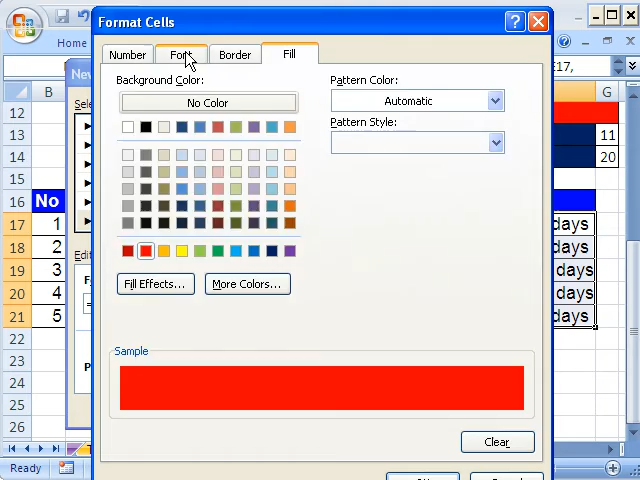 Format Cells
Home
E17,
New
Number Font Border Fill
Background Color:
Pattern Color:
No Color
Automatic
Pattern Style:
B
G
12
13
11
14
20
15
16
No
17
1
days
18
2
days
19
3
days
20
4
days
21
5
days
22
23
24
25
26
Fill Effects...
More Colors...
Sample
Clear
Ready